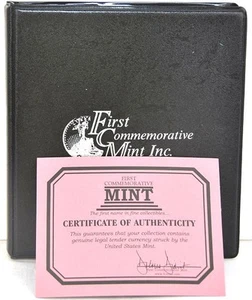 First
Commemorative
Mint Inc.
FIRST
COMMEMORATIVE
MINT
The first name in fine collectibles...
CERTIFICATE OF AUTHENTICITY
This guarantees that your collection contains
genuine legal tender currency struck by the
United States Mint.